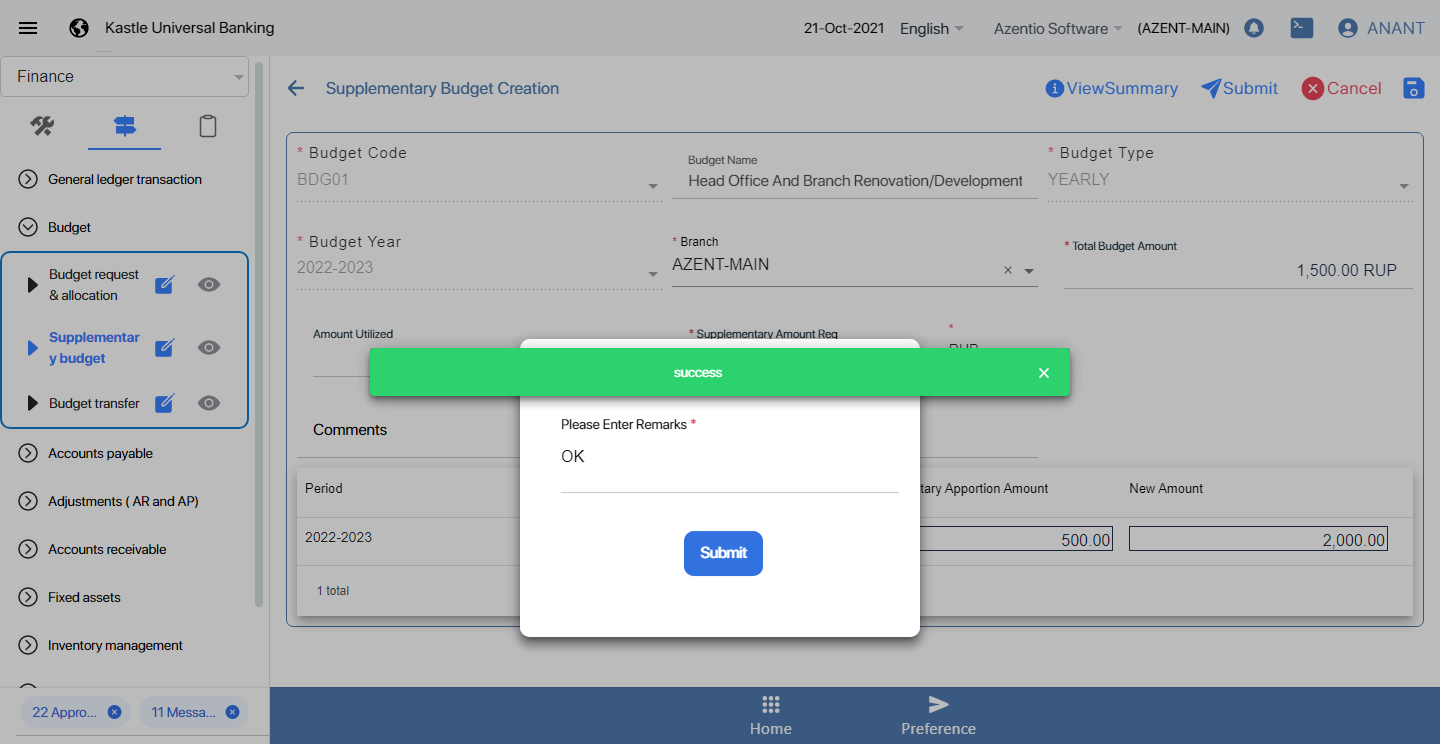 Kastle Universal Banking
21-Oct-2021
English
Azentio Software
(AZENT-MAIN)
ANANT
Finance
Supplementary Budget Creation
ViewSummary
Submit
Cancel
General ledger transaction
Budget
Budget request
& allocation
Supplementar
y budget
Budget transfer
Accounts payable
Adjustments ( AR and AP)
Accounts receivable
Fixed assets
Inventory management
22 Appro...
11 Messa...
* Budget Code
BDG01
Budget Name
Head Office And Branch Renovation/Development
* Budget Type
YEARLY
* Budget Year
2022-2023
* Branch
AZENT-MAIN
×
* Total Budget Amount
1,500.00 RUP
Amount Utilized
* Supplementary Amount Req
*
RUP
success
Please Enter Remarks *
OK
Submit
Comments
Period
tary Apportion Amount
New Amount
2022-2023
500.00
2,000.00
1 total
Home
Preference